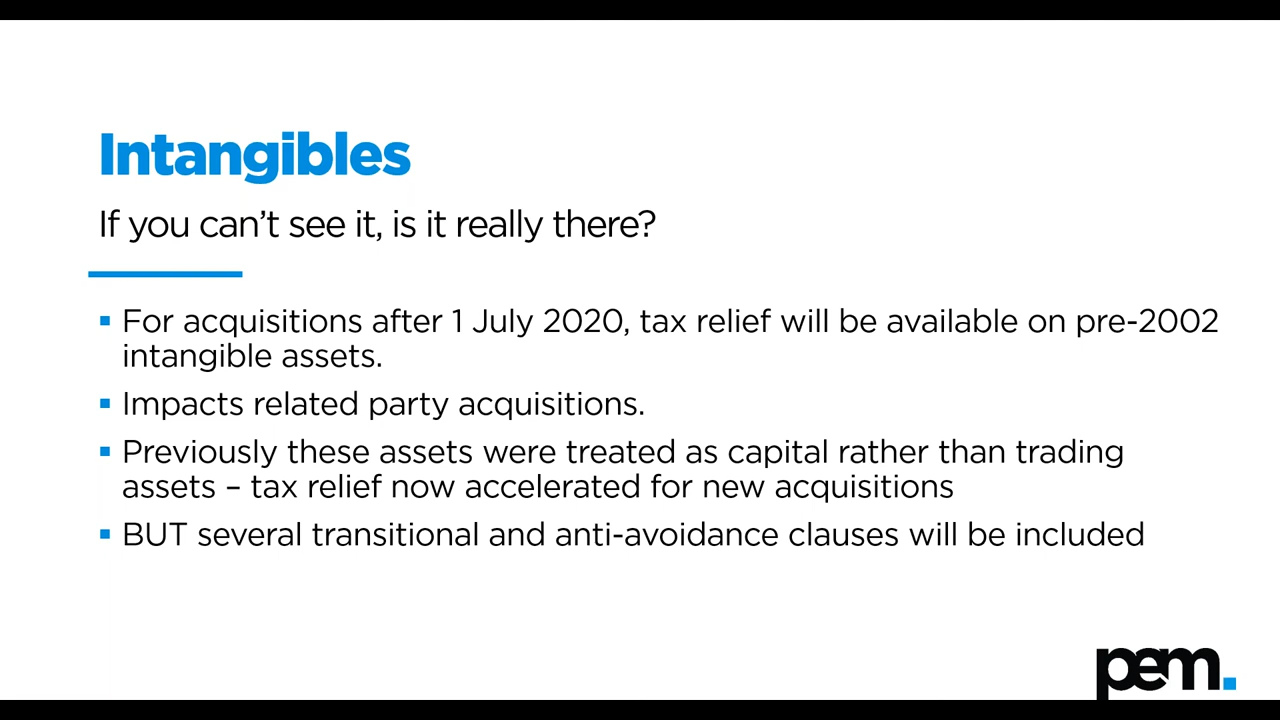 Intangibles
If you can't see it, is it really there?
▪ For acquisitions after 1 July 2020, tax relief will be available on pre-2002
intangible assets.
▪ Impacts related party acquisitions.
▪ Previously these assets were treated as capital rather than trading
assets – tax relief now accelerated for new acquisitions
▪ BUT several transitional and anti-avoidance clauses will be included
pem.